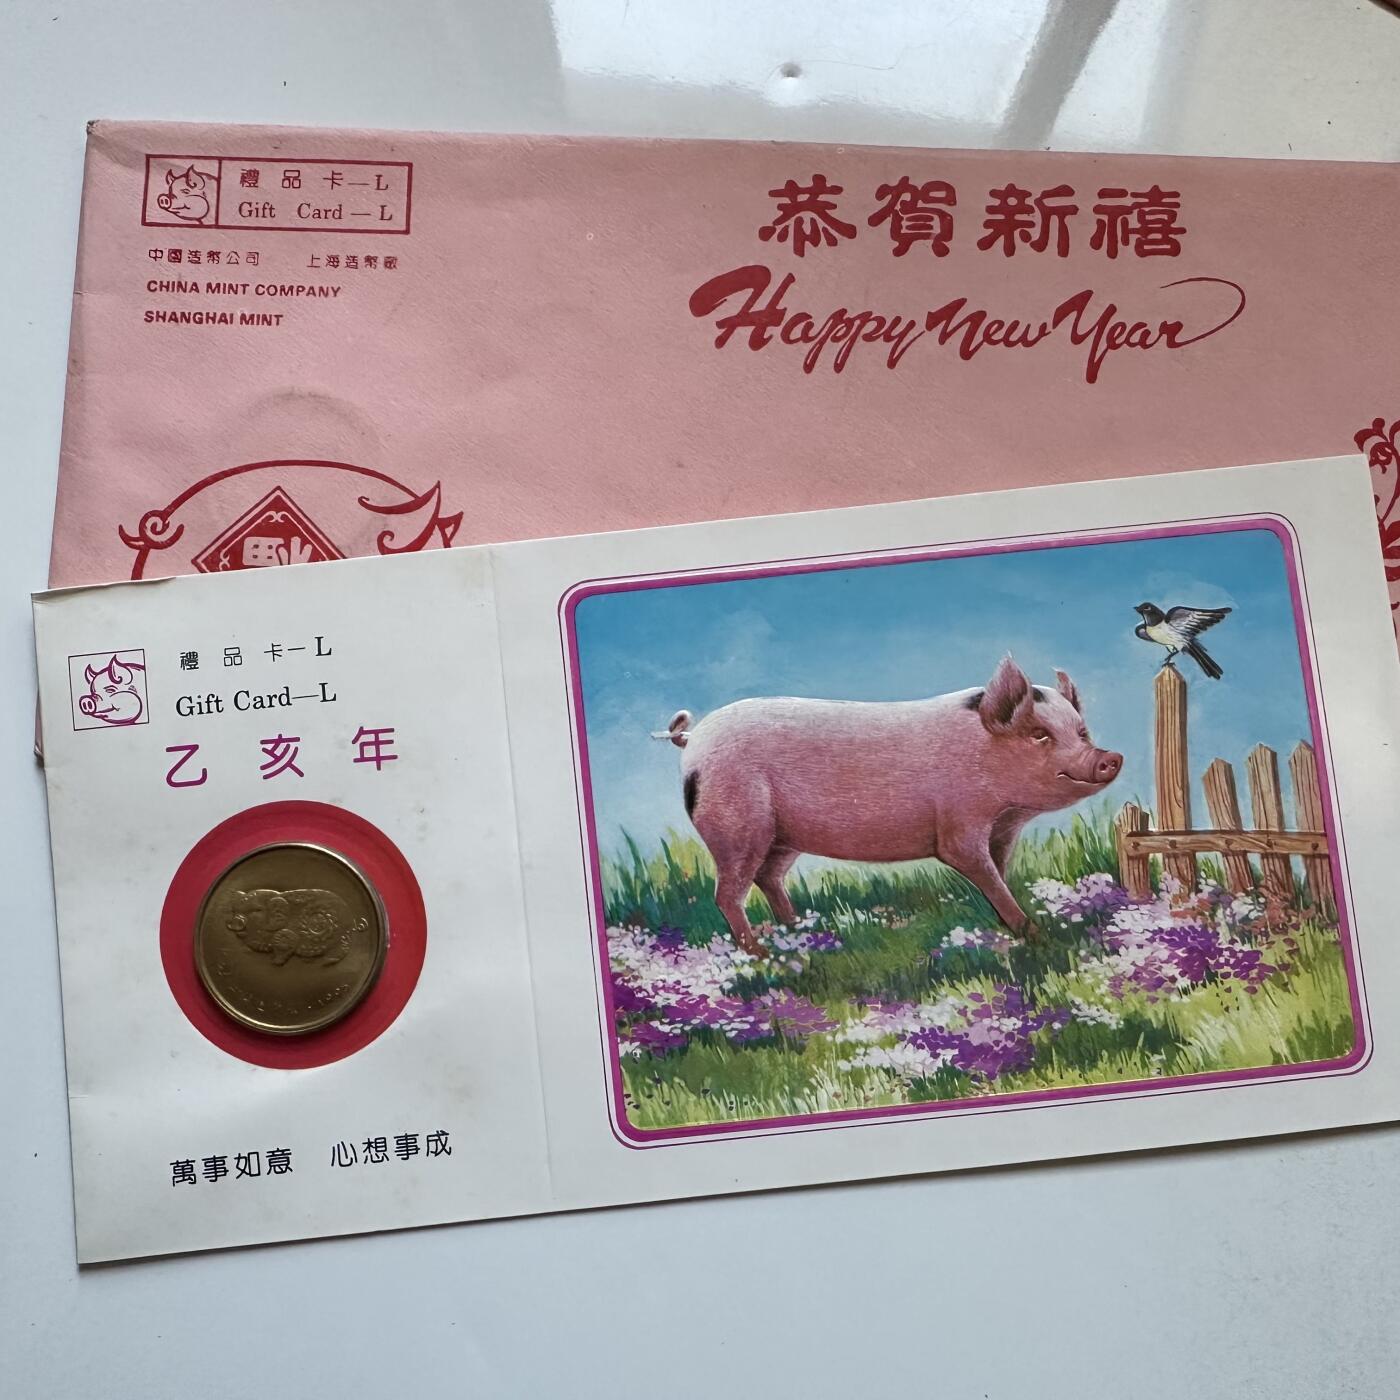 禮品卡—L
Gift Card—L
中國造幣公司 上海造幣廠
CHINA MINT COMPANY
SHANGHAI MINT
恭賀新禧
Happy New Year
禮品卡—L
Gift Card—L
乙亥年
1995
萬事如意 心想事成